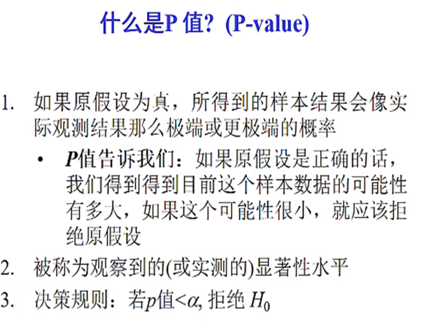 什么是P 值? (P-value)
1. 如果原假设为真，所得到的样本结果会像实
际观测结果那么极端或更极端的概率
• P值告诉我们：如果原假设是正确的话，
我们得到得到目前这个样本数据的可能性
有多大，如果这个可能性很小，就应该拒
绝原假设
2. 被称为观察到的(或实测的)显著性水平
3. 决策规则：若p值<α, 拒绝 H₀